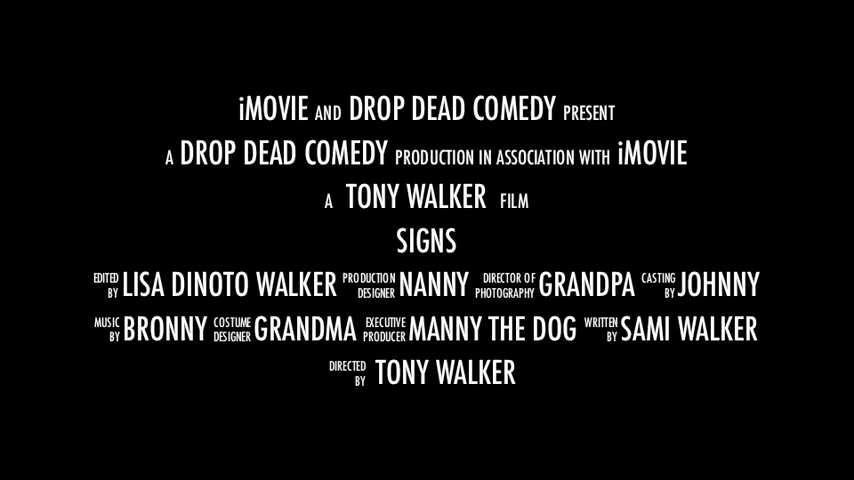 iMOVIE AND DROP DEAD COMEDY PRESENT
A DROP DEAD COMEDY PRODUCTION IN ASSOCIATION WITH iMOVIE
A TONY WALKER FILM
SIGNS
EDITED BY LISA DINOTO WALKER PRODUCTION DESIGNER NANNY DIRECTOR OF PHOTOGRAPHY GRANDPA CASTING BY JOHNNY
MUSIC BY BRONNY COSTUME DESIGNER GRANDMA EXECUTIVE PRODUCER MANNY THE DOG WRITTEN BY SAMI WALKER
DIRECTED BY TONY WALKER